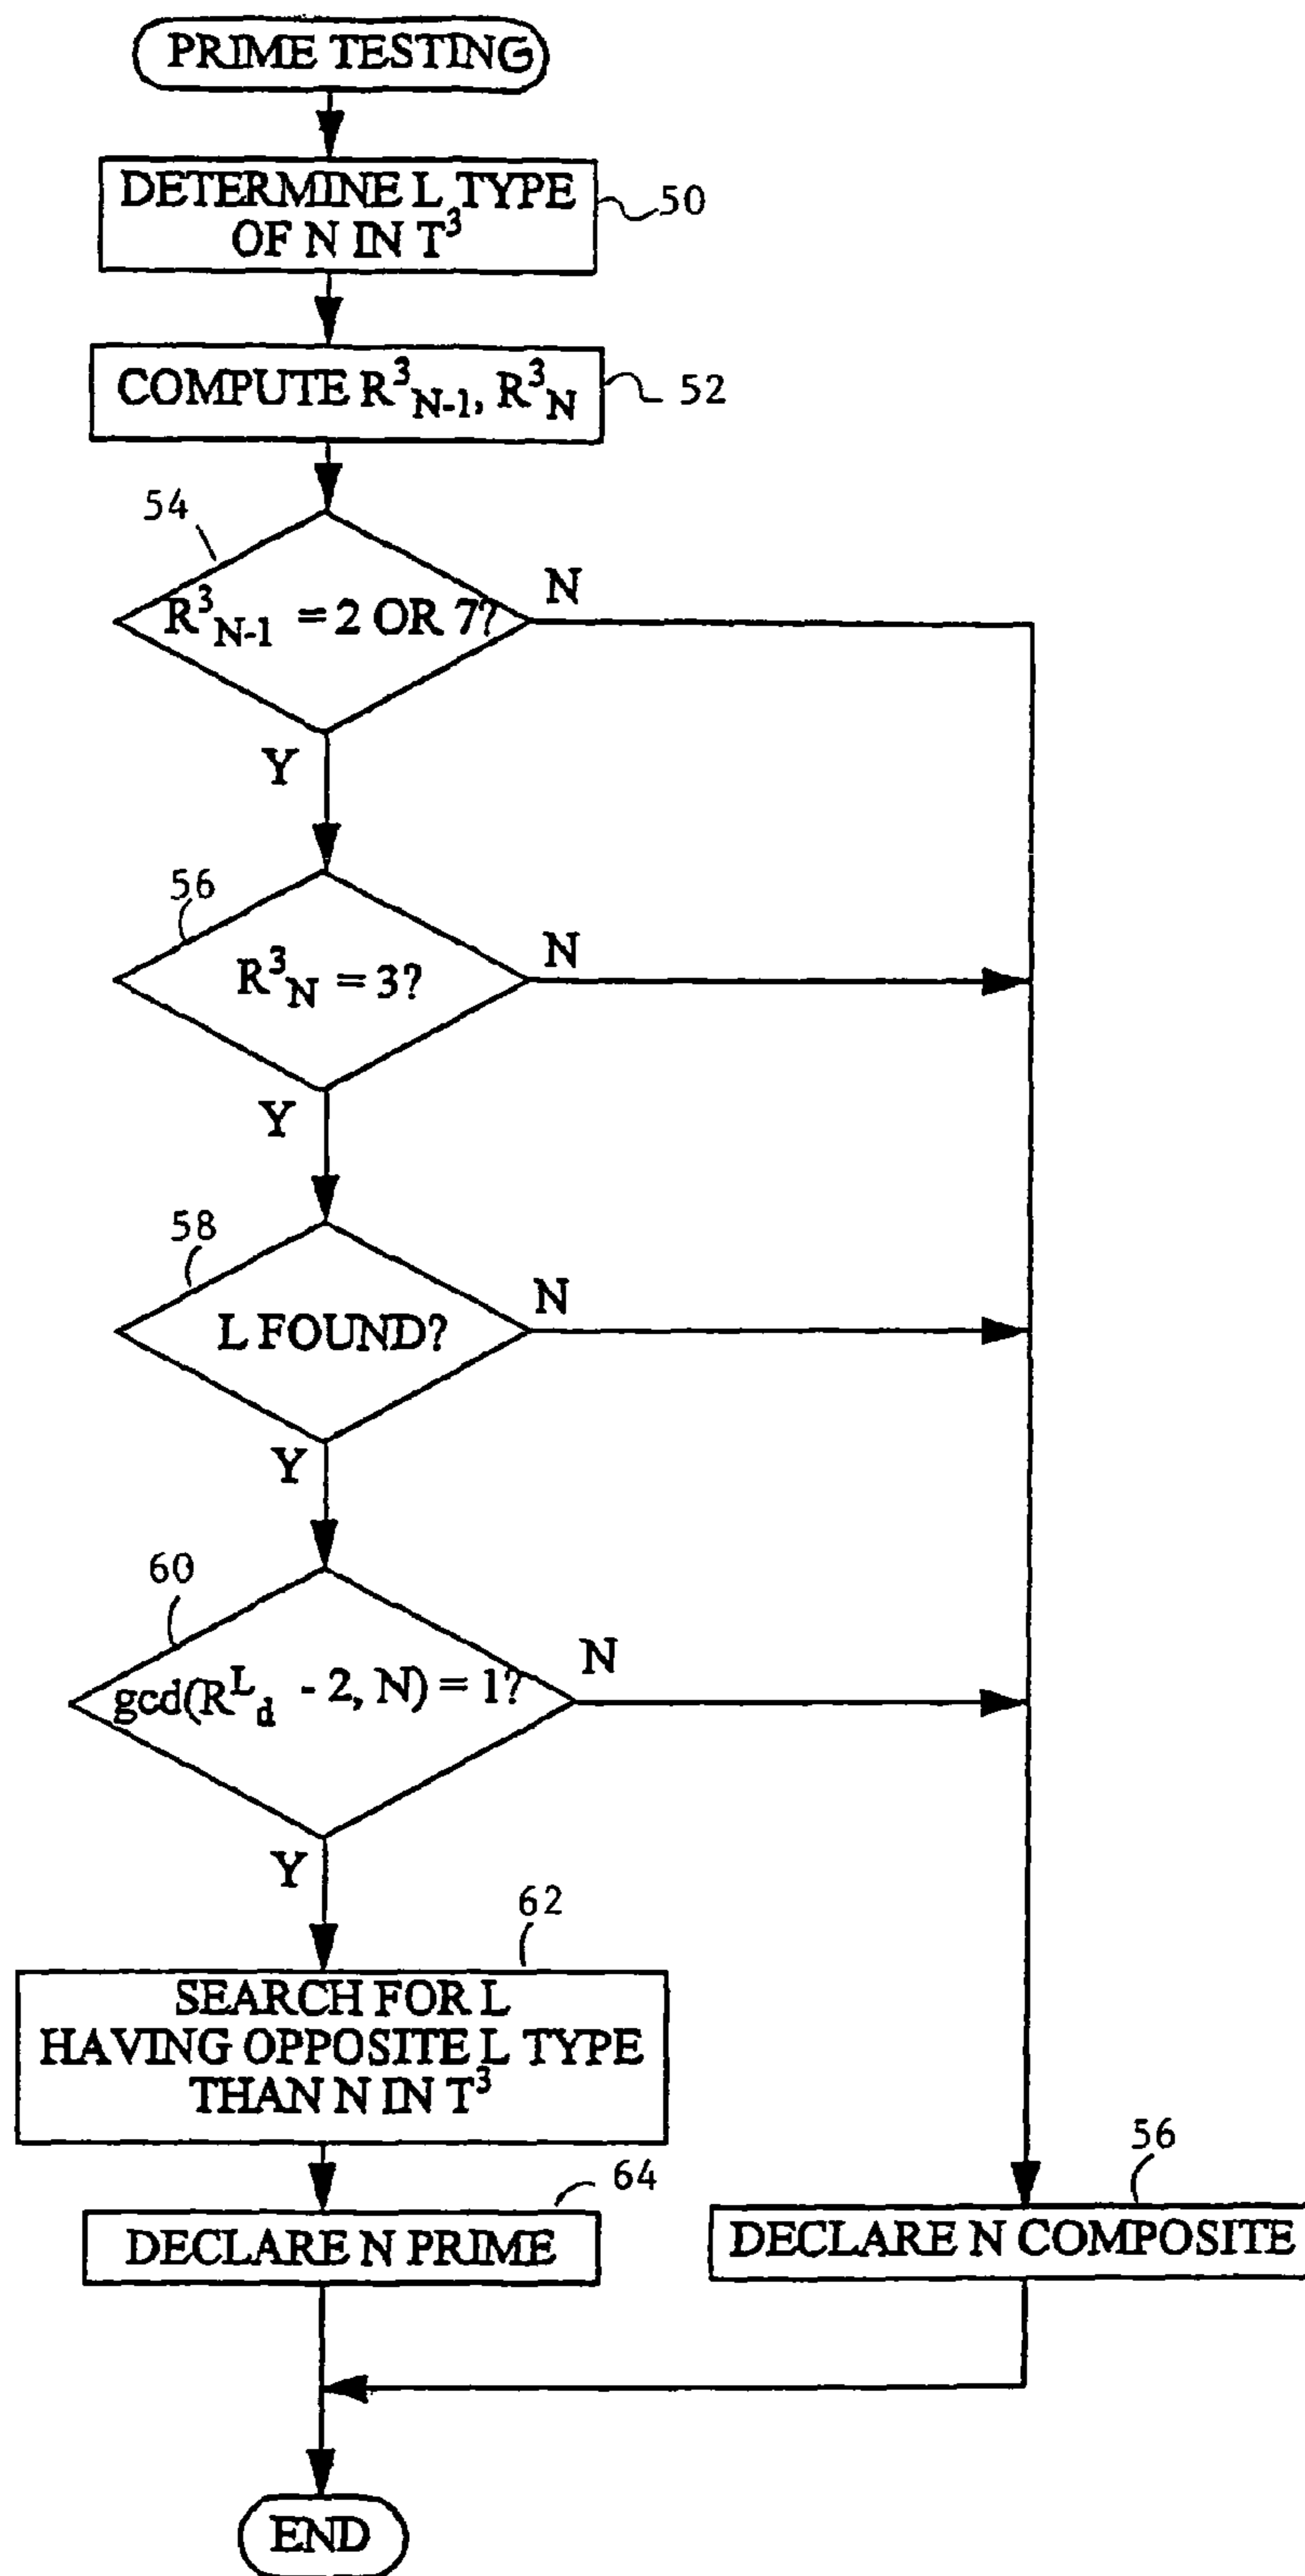 PRIME TESTING
DETERMINE L TYPE
OF N IN T³
50
COMPUTE R³N-1, R³N
52
54
R³N-1 = 2 OR 7?
N
Y
56
R³N = 3?
N
Y
58
L FOUND?
N
Y
60
gcd(RLd - 2, N) = 1?
N
Y
62
SEARCH FOR L
HAVING OPPOSITE L TYPE
THAN N IN T³
64
DECLARE N PRIME
56
DECLARE N COMPOSITE
END